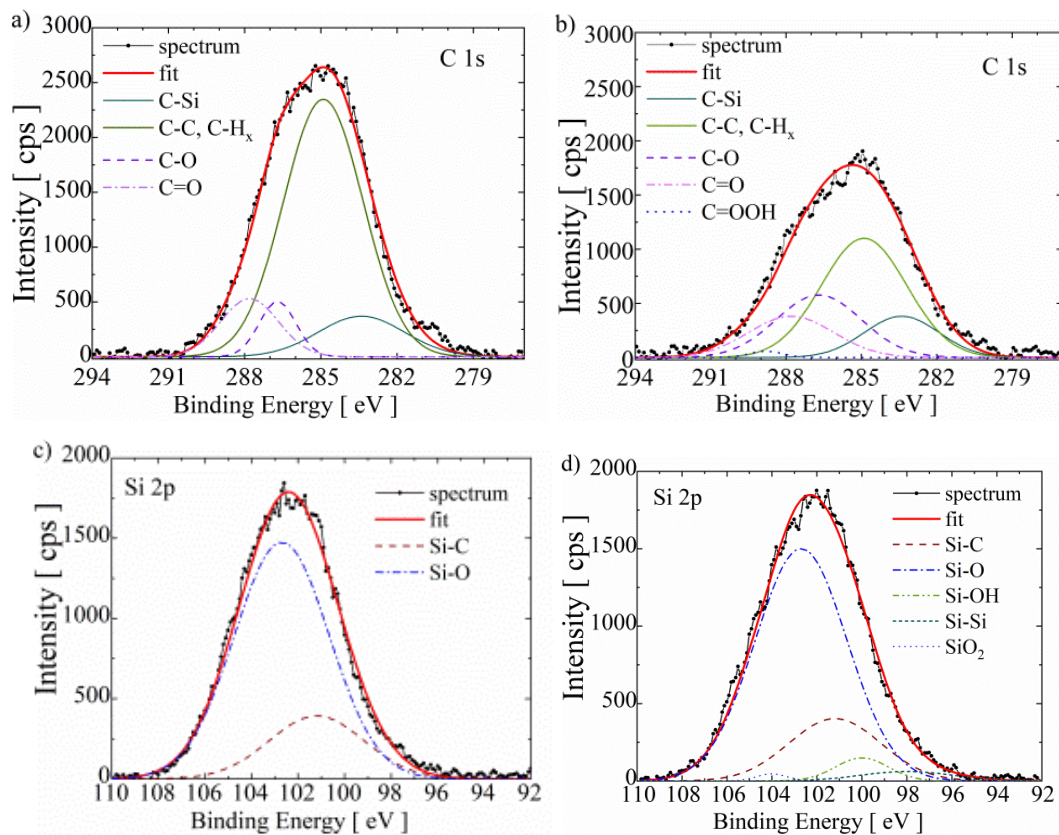 a)
3000
2500
2000
1500
1000
500
0
Intensity [ cps]
C 1s
spectrum
fit
C-Si
C-C, C-Hx
C-O
C=O
294 291 288 285 282 279
Binding Energy [ eV]
b)
3000
2500
2000
1500
1000
500
0
Intensity [ cps]
C 1s
spectrum
fit
C-Si
C-C, C-Hx
C-O
C=O
C=OOH
294 291 288 285 282 279
Binding Energy [ eV]
c)
2000
1500
1000
500
0
Intensity [ cps]
Si 2p
spectrum
fit
Si-C
Si-O
110 108 106 104 102 100 98 96 94 92
Binding Energy [ eV]
d)
2000
1500
1000
500
0
Intensity [ cps]
Si 2p
spectrum
fit
Si-C
Si-O
Si-OH
Si-Si
SiO2
110 108 106 104 102 100 98 96 94 92
Binding Energy [ eV]